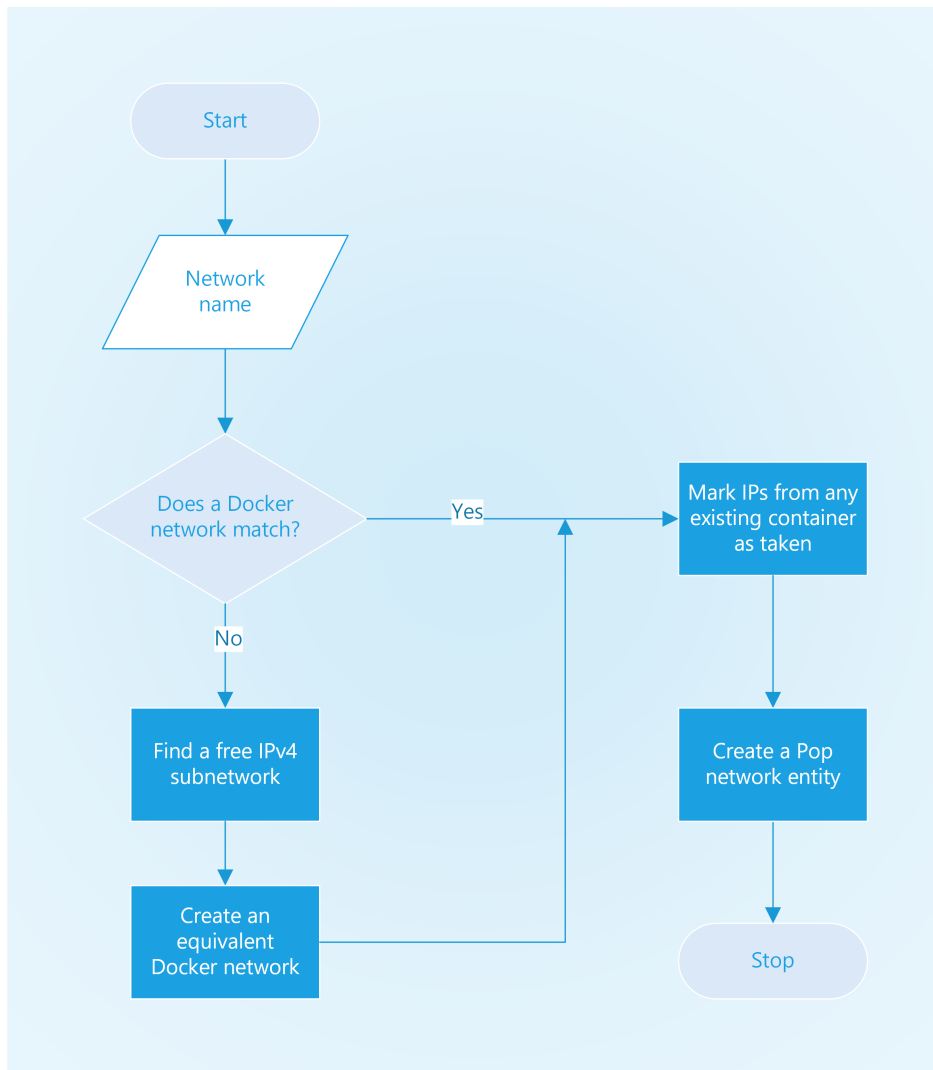 Start
Network
name
Does a Docker
network match?
Yes
No
Find a free IPv4
subnetwork
Create an
equivalent
Docker network
Mark IPs from any
existing container
as taken
Create a Pop
network entity
Stop